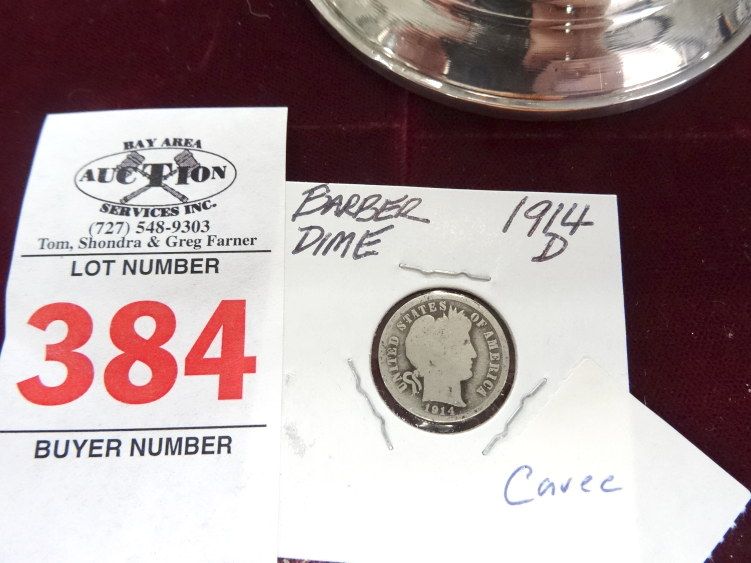 BAY AREA
AUCTION
SERVICES INC.
(727) 548-9303
Tom, Shondra & Greg Farner
LOT NUMBER
384
BUYER NUMBER
BARBER 1914
DIME D
UNITED STATES OF AMERICA
1914